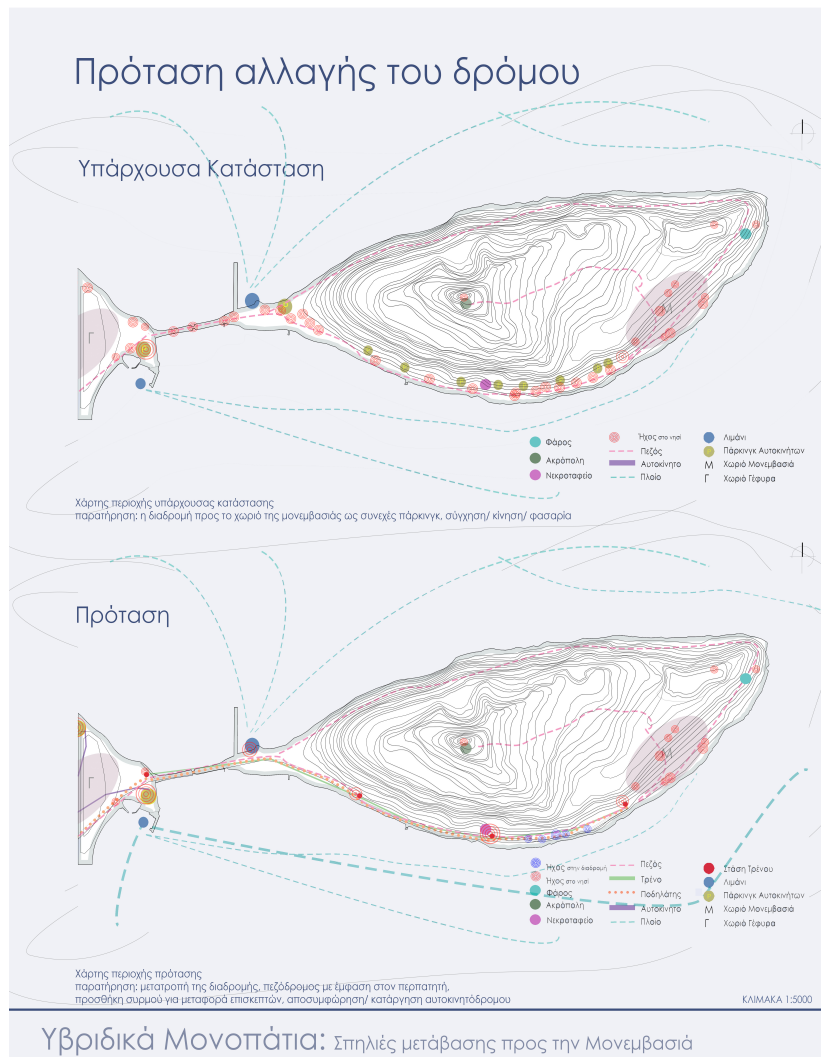 Πρόταση αλλαγής του δρόμου
Υπάρχουσα Κατάσταση
Γ
Μ
Φάρος
Ακρόπολη
Νεκροταφείο
Ήχος στο νησί
Πεζός
Αυτοκίνητο
Πλοίο
Λιμάνι
Πάρκινγκ Αυτοκινήτων
Μ Χωριό Μονεμβασιά
Γ Χωριό Γέφυρα
Χάρτης περιοχής υπάρχουσας κατάστασης
παρατήρηση: η διαδρομή προς το χωριό της μονεμβασιάς ως συνεχές πάρκινγκ, σύγχηση/ κίνηση/ φασαρία
Πρόταση
Γ
Μ
Ήχος στην διαδρομή
Ήχος στο νησί
Φάρος
Ακρόπολη
Νεκροταφείο
Πεζός
Τρένο
Ποδηλάτης
Αυτοκίνητο
Πλοίο
Στάση Τρένου
Λιμάνι
Πάρκινγκ Αυτοκινήτων
Μ Χωριό Μονεμβασιά
Γ Χωριό Γέφυρα
Χάρτης περιοχής πρότασης
παρατήρηση: μετατροπή της διαδρομής, πεζόδρομος με έμφαση στον περπατητή,
προσθήκη συρμού για μεταφορά επισκεπτών, αποσυμφώρηση/ κατάργηση αυτοκινητόδρομου
ΚΛΙΜΑΚΑ 1:5000
Υβριδικά Μονοπάτια: Σπηλιές μετάβασης προς την Μονεμβασιά